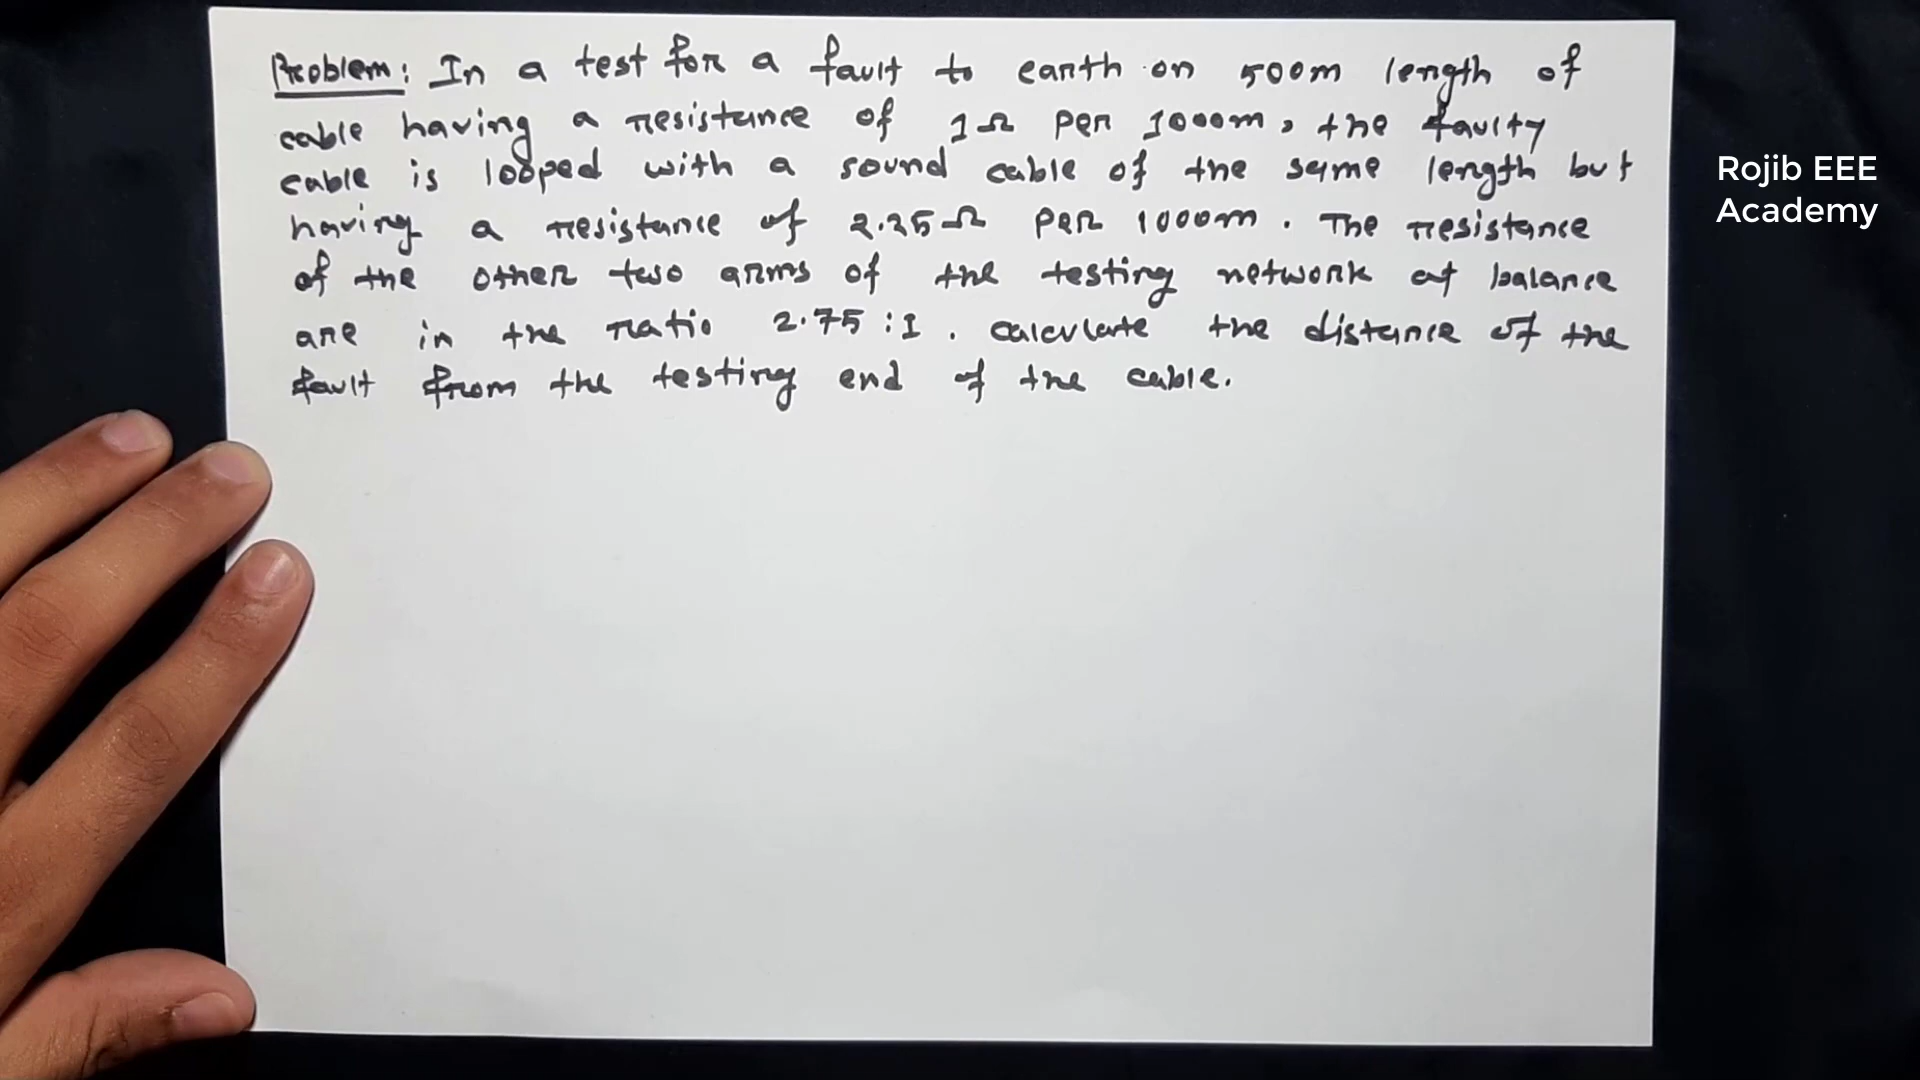 Problem: In a test for a fault to earth on 500m length of
cable having a resistance of 1Ω per 1000m, the faulty
cable is looped with a sound cable of the same length but
having a resistance of 2.25Ω per 1000m. The resistance
of the other two arms of the testing network at balance
are in the ratio 2.75:1. calculate the distance of the
fault from the testing end of the cable.
Rojib EEE
Academy